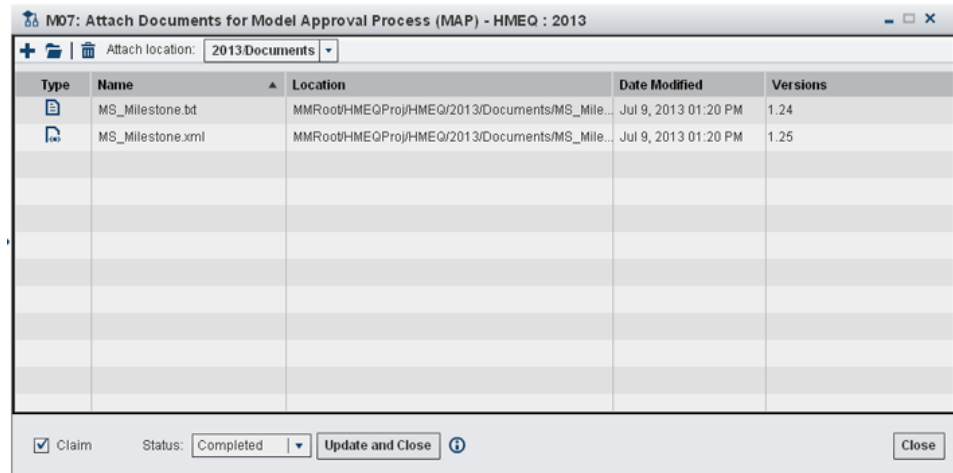 M07: Attach Documents for Model Approval Process (MAP) - HMEQ : 2013
Attach location: 2013/Documents
Type Name Location Date Modified Versions
MS_Milestone.txt MMRoot/HMEQProj/HMEQ/2013/Documents/MS_Mile... Jul 9, 2013 01:20 PM 1.24
MS_Milestone.xml MMRoot/HMEQProj/HMEQ/2013/Documents/MS_Mile... Jul 9, 2013 01:20 PM 1.25
Claim Status: Completed Update and Close Close